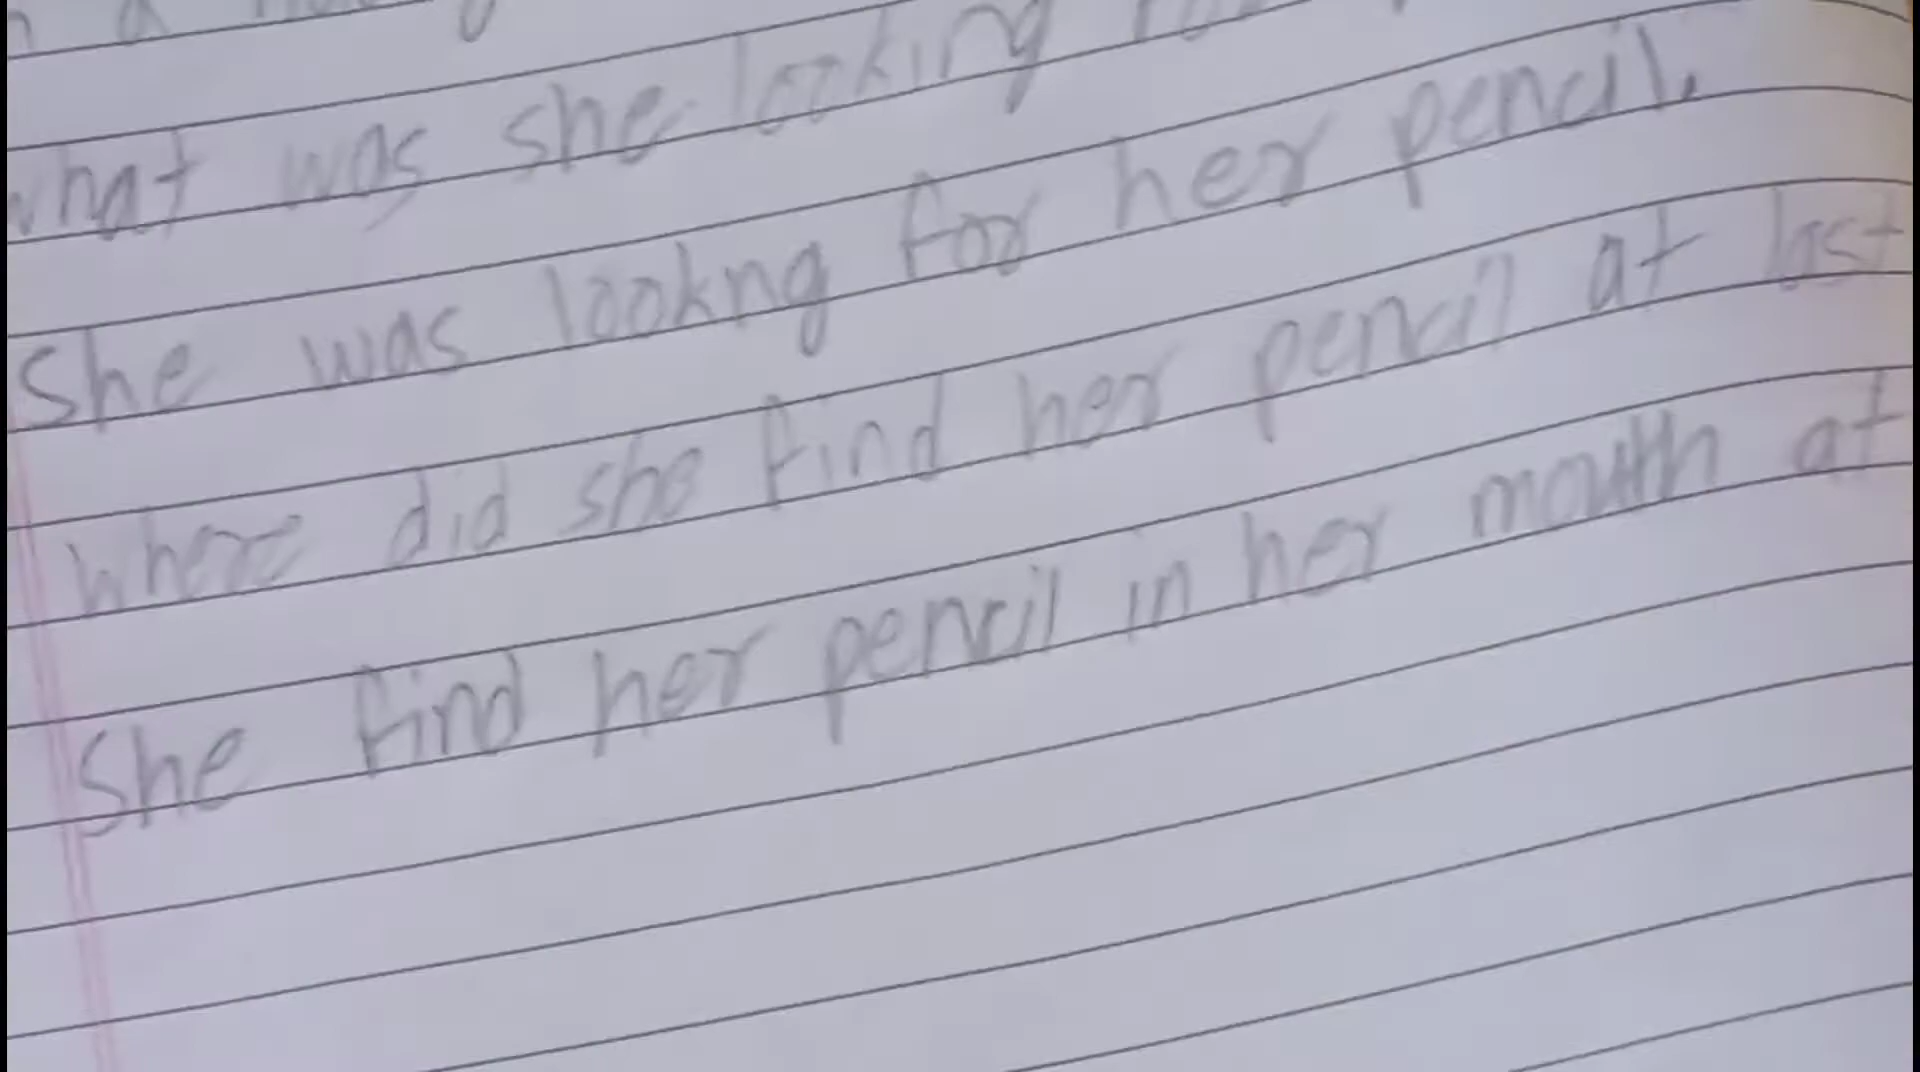 what was she looking
She was lookng for her pencil.
where did she find her pencil at last
She find her pencil in her mouth at